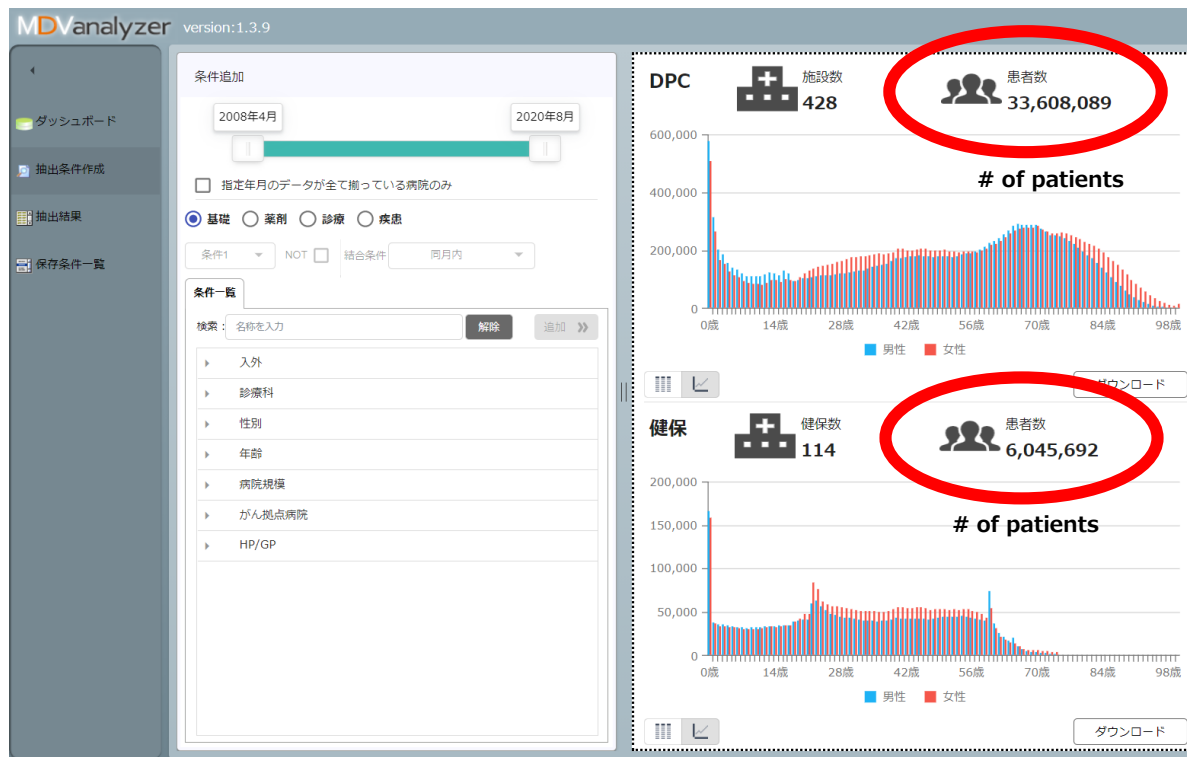 MDVanalyzer version:1.3.9
ダッシュボード
抽出条件作成
抽出結果
保存条件一覧
条件追加
2008年4月
2020年8月
指定年月のデータが全て揃っている病院のみ
基礎 薬剤 診療 疾患
条件1 NOT 結合条件 同月内
条件一覧
検索： 名称を入力 解除 追加
入外
診療科
性別
年齢
病院規模
がん拠点病院
HP/GP
DPC
施設数
428
患者数
33,608,089
# of patients
600,000
400,000
200,000
0
0歳 14歳 28歳 42歳 56歳 70歳 84歳 98歳
男性 女性
ダウンロード
健保
健保数
114
患者数
6,045,692
# of patients
200,000
150,000
100,000
50,000
0
0歳 14歳 28歳 42歳 56歳 70歳 84歳 98歳
男性 女性
ダウンロード